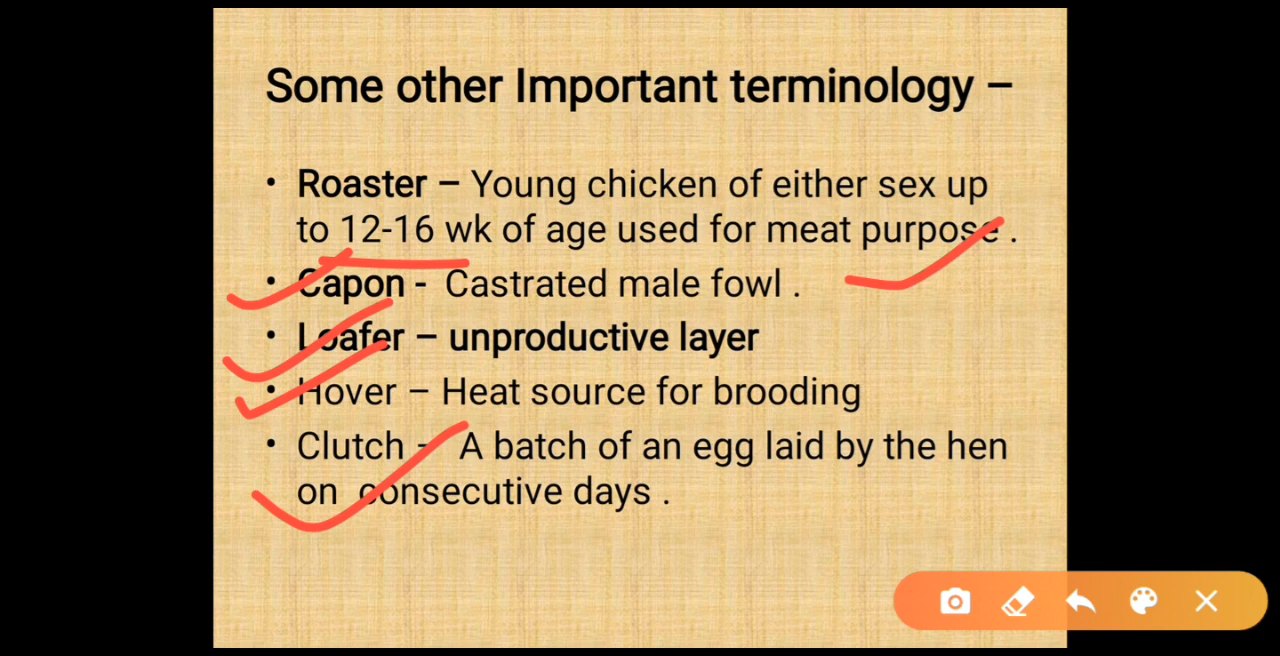 Some other Important terminology –
• Roaster – Young chicken of either sex up
to 12-16 wk of age used for meat purpose .
• Capon - Castrated male fowl .
• Loafer – unproductive layer
• Hover – Heat source for brooding
• Clutch - A batch of an egg laid by the hen
on consecutive days .